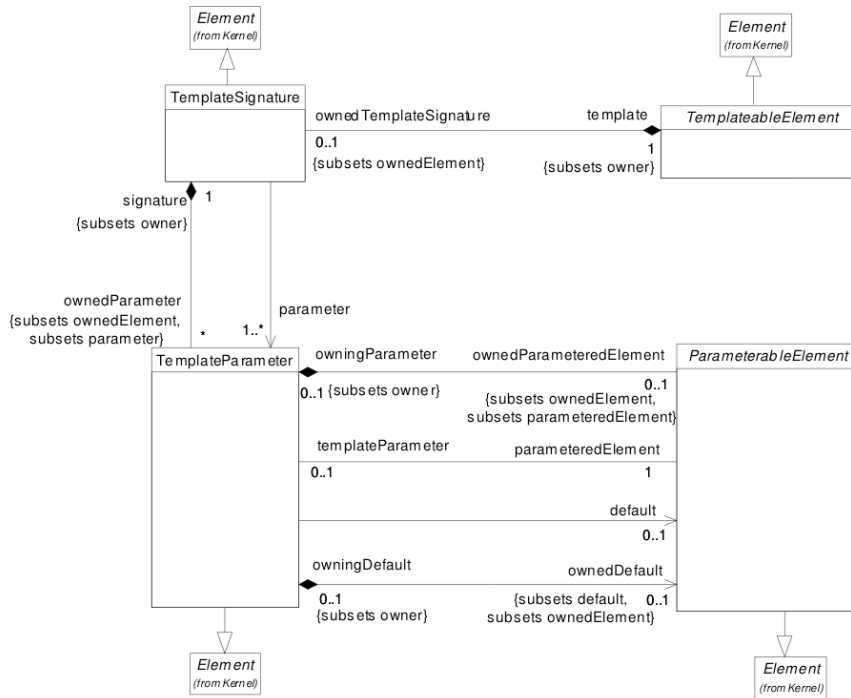 Element
(from Kernel)
Element
(from Kernel)
TemplateSignature
ownedTemplateSignature
template
TemplateableElement
0..1
1
{subsets ownedElement}
{subsets owner}
signature
1
{subsets owner}
ownedParameter
{subsets ownedElement,
subsets parameter}
*
1..*
parameter
TemplateParameter
owningParameter
ownedParameteredElement
ParameterableElement
0..1
{subsets owner}
0..1
{subsets ownedElement,
subsets parameteredElement}
templateParameter
parameteredElement
0..1
1
default
0..1
owningDefault
ownedDefault
0..1
{subsets owner}
{subsets default,
subsets ownedElement}
0..1
Element
(from Kernel)
Element
(from Kernel)